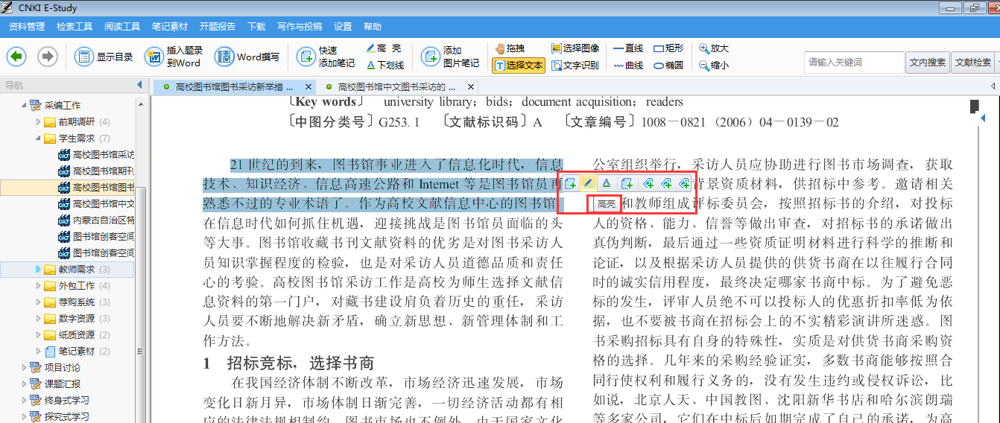 CNKI E-Study
资料管理 检索工具 阅读工具 笔记素材 开题报告 下载 写作与投稿 设置 帮助
显示目录 插入题录到Word Word撰写 快速添加笔记 高 亮 下划线 添加图片笔记 拖拽 选择文本 选择图像 文字识别 直线 曲线 矩形 椭圆 放大 缩小 请输入关键词 文内搜索 文献检索
导航
采编工作
前期调研 (4)
学生需求 (7)
高校图书馆采访
高校图书馆期刊
高校图书馆图书
高校图书馆中文
内蒙古自治区特
图书馆创客空间
图书馆创客空间
教师需求 (3)
外包工作 (4)
荐购系统 (3)
数字资源 (3)
纸质资源 (2)
笔记素材 (2)
项目讨论
课题汇报
终身式学习
探究式学习
高校图书馆图书采访新举措 ...
高校图书馆中文图书采访的 ...
〔Key words〕 university library; bids; document acquisition; readers
〔中图分类号〕G253. 1 〔文献标识码〕A 〔文章编号〕1008－0821 (2006) 04－0139－02
21 世纪的到来，图书馆事业进入了信息化时代，信息
技术、知识经济、信息高速公路和 Internet 等是图书馆员再
熟悉不过的专业术语了。作为高校文献信息中心的图书馆，
在信息时代如何抓住机遇，迎接挑战是图书馆员面临的头
等大事。图书馆收藏书刊文献资料的优劣是对图书采访人
员知识掌握程度的检验，也是对采访人员道德品质和责任
心的考验。高校图书馆采访工作是高校为师生选择文献信
息资料的第一门户，对藏书建设肩负着历史的重任，采访
人员要不断地解决新矛盾，确立新思想、新管理体制和工
作方法。
1 招标竞标，选择书商
在我国经济体制不断改革，市场经济迅速发展，市场
变化日新月异，市场体制日渐完善，一切经济活动都有相
应的法律法规相制约，图书市场也不例外，由于国家文化
公室组织举行，采访人员应协助进行图书市场调查，获取
背景资质材料，供招标中参考。邀请相关
高亮
和教师组成评标委员会，按照招标书的介绍，对投标
人的资格、能力、信誉等做出审查，对招标书的承诺做出
真伪判断，最后通过一些资质证明材料进行科学的推断和
论证，以及根据采访人员提供的供货书商在以往履行合同
时的诚实信用程度，最终决定哪家书商中标。为了避免恶
标的发生，评审人员绝不可以投标人的优惠折扣率低为依
据，也不要被书商在招标会上的不实精彩演讲所迷惑。图
书采购招标具有自身的特殊性，实质是对供货书商采购资
格的选择。几年来的采购经验证实，多数书商能够按照合
同行使权利和履行义务的，没有发生违约或侵权诉讼，比
如说，北京人天、中国教图、沈阳新华书店和哈尔滨朗瑞
等多家公司，它们在中标后如期完成了自己的承诺，为高